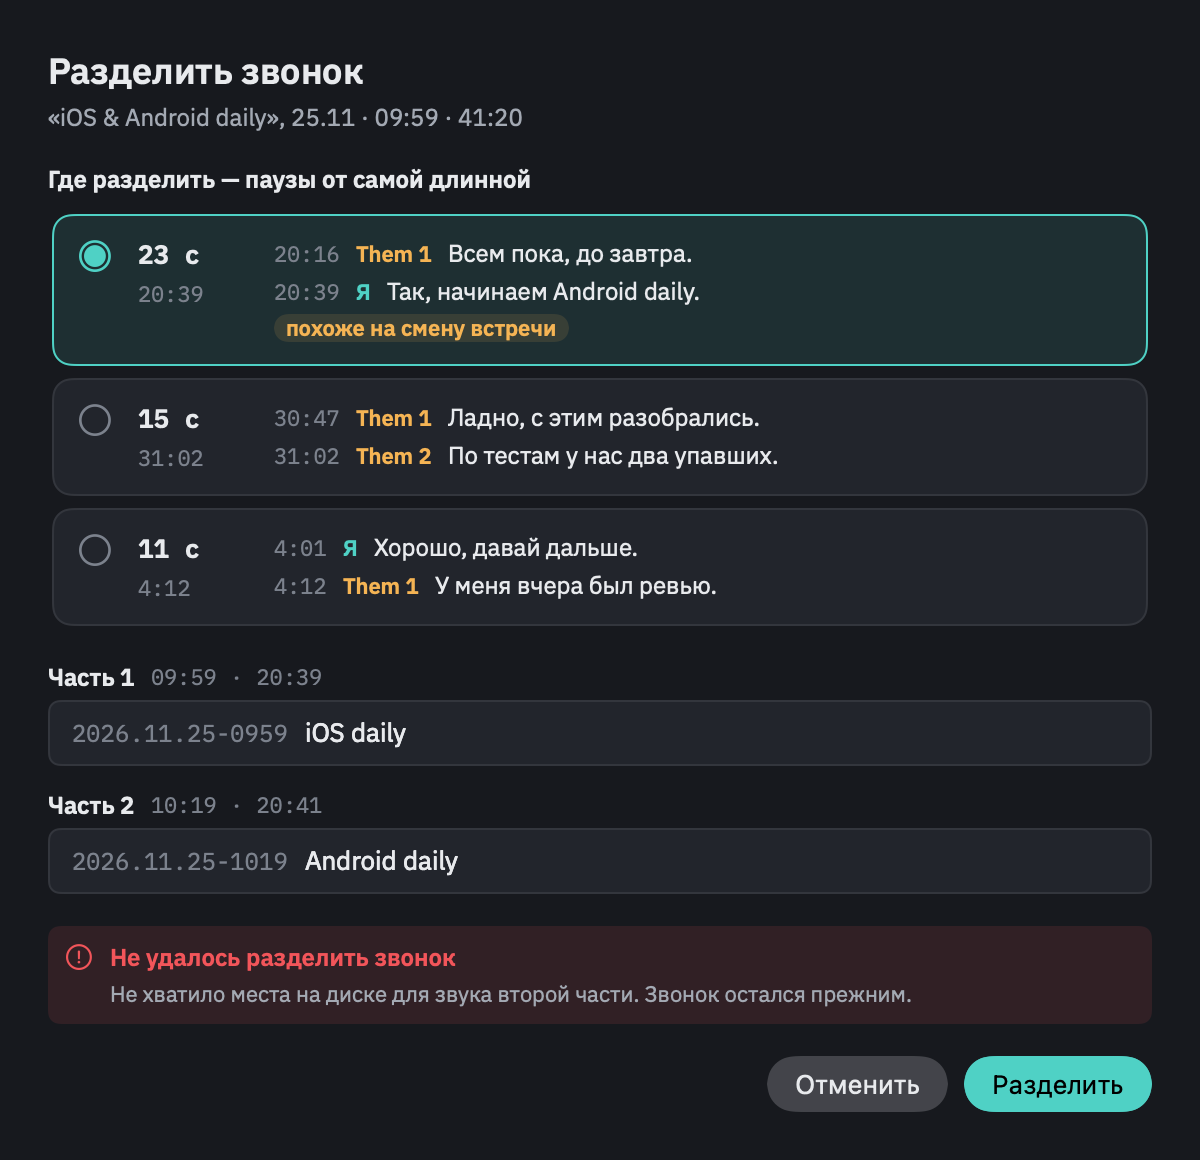 Разделить звонок
«iOS & Android daily», 25.11 · 09:59 · 41:20
Где разделить — паузы от самой длинной
23 с
20:39
20:16 Them 1 Всем пока, до завтра.
20:39 Я Так, начинаем Android daily.
похоже на смену встречи
15 с
31:02
30:47 Them 1 Ладно, с этим разобрались.
31:02 Them 2 По тестам у нас два упавших.
11 с
4:12
4:01 Я Хорошо, давай дальше.
4:12 Them 1 У меня вчера был ревью.
Часть 1 09:59 · 20:39
2026.11.25-0959 iOS daily
Часть 2 10:19 · 20:41
2026.11.25-1019 Android daily
Не удалось разделить звонок
Не хватило места на диске для звука второй части. Звонок остался прежним.
Отменить
Разделить